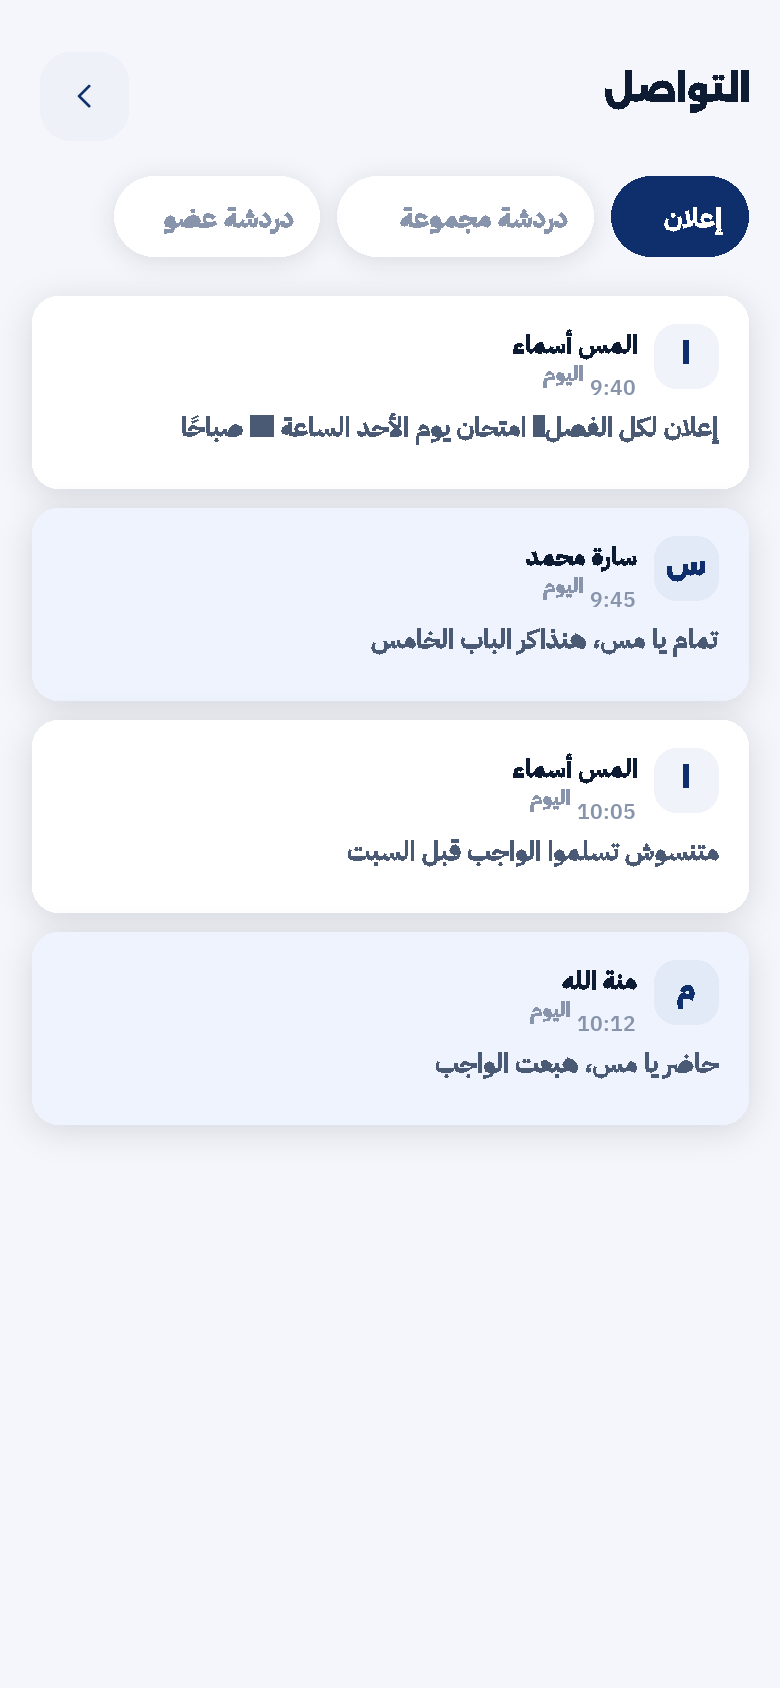 التواصل
إعلان
دردشة مجموعة
دردشة عضو
ا
المس أسماء
9:40 اليوم
إعلان لكل الفصل امتحان يوم الأحد الساعة صباحًا
س
سارة محمد
9:45 اليوم
تمام يا مس، هنذاكر الباب الخامس
ا
المس أسماء
10:05 اليوم
متنسوش تسلموا الواجب قبل السبت
م
منة الله
10:12 اليوم
حاضر يا مس، هبعت الواجب